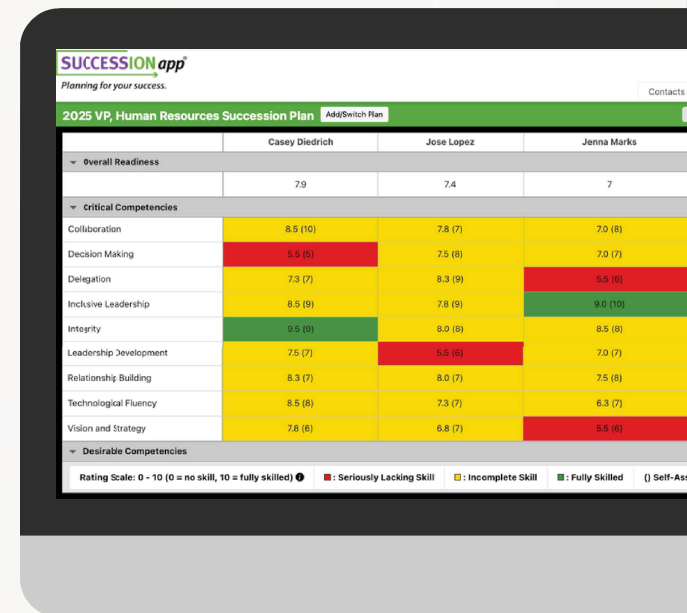 SUCCESSION app®
Planning for your success.
Contacts
2025 VP, Human Resources Succession Plan Add/Switch Plan
Casey Diedrich Jose Lopez Jenna Marks
Overall Readiness
7.9 7.4 7
Critical Competencies
Collaboration 8.5 (10) 7.8 (7) 7.0 (8)
Decision Making 5.5 (5) 7.5 (8) 7.0 (7)
Delegation 7.3 (7) 8.3 (9) 5.5 (6)
Inclusive Leadership 8.5 (9) 7.8 (9) 9.0 (10)
Integrity 9.5 (9) 8.0 (8) 8.5 (8)
Leadership Development 7.5 (7) 5.5 (6) 7.0 (7)
Relationship Building 8.3 (7) 8.0 (7) 7.5 (8)
Technological Fluency 8.5 (8) 7.3 (7) 6.3 (7)
Vision and Strategy 7.8 (6) 6.8 (7) 5.5 (6)
Desirable Competencies
Rating Scale: 0 - 10 (0 = no skill, 10 = fully skilled) : Seriously Lacking Skill : Incomplete Skill : Fully Skilled () Self-Ass